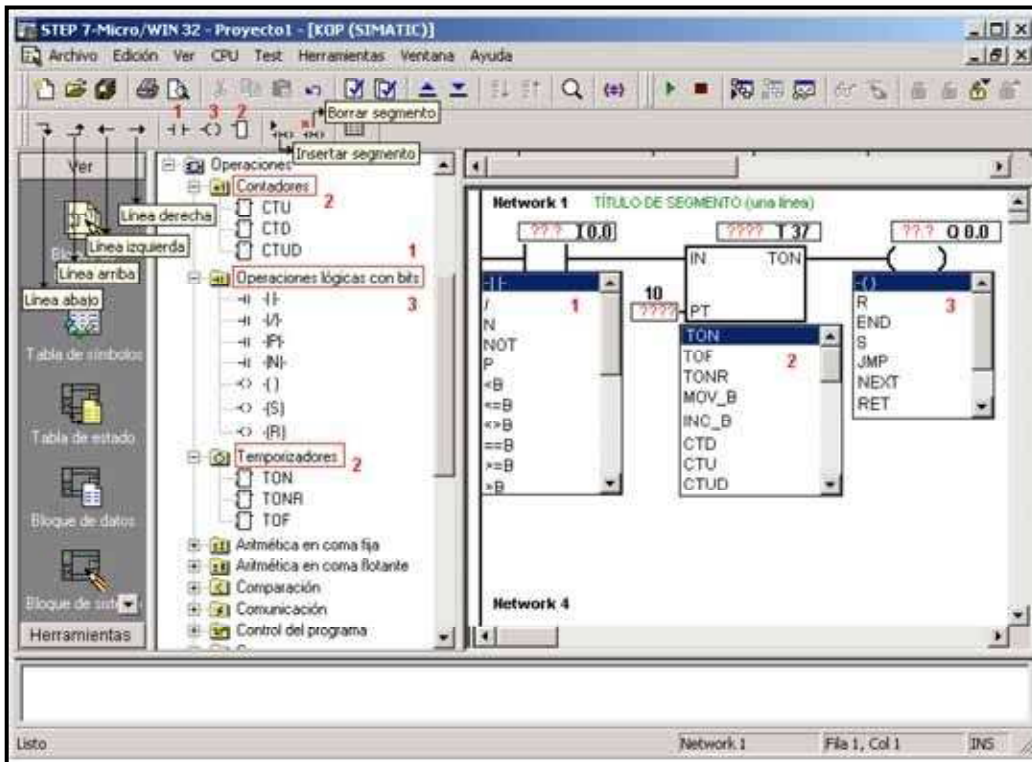 STEP 7-Micro/WIN 32 - Proyecto1 - [KOP (SIMATIC)]
Archivo Edición Ver CPU Test Herramientas Ventana Ayuda
1 3 2
Borrar segmento
Insertar segmento
Ver
Línea derecha
Línea izquierda
Línea arriba
Línea abajo
Tabla de símbolos
Tabla de estado
Bloque de datos
Herramientas
Operaciones
Contadores
2
CTU
CTD
CTUD
1
Operaciones lógicas con bits
3
-| |-
-|/|-
-|P|-
-|N|-
-( )
-(S)
-(R)
Temporizadores
2
TON
TONR
TOF
Aritmética en coma fija
Aritmética en coma flotante
Comparación
Comunicación
Control del programa
Network 1 TÍTULO DE SEGMENTO (una línea)
??.? I0.0
???? T 37
??.? Q 0.0
IN TON
10
???? PT
-| |-
/
N
NOT
P
<B
<=B
<>B
==B
>=B
>B
1
TON
TOF
TONR
MOV_B
INC_B
CTD
CTU
CTUD
2
-( )
R
END
S
JMP
NEXT
RET
3
Network 4
Listo
Network 1
Fila 1, Col 1
INS